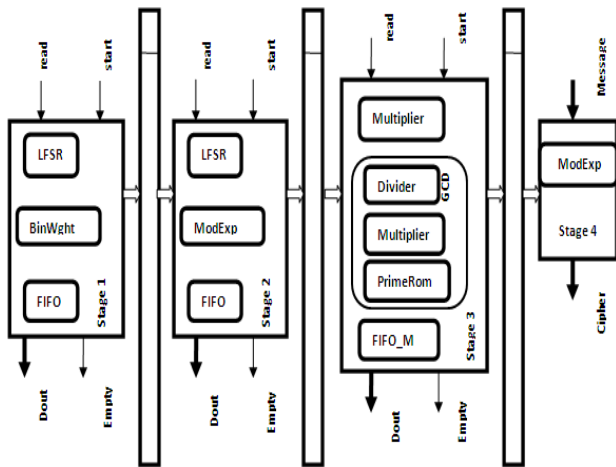 read
start
LFSR
BinWght
FIFO
Stage 1
Dout
Empty
read
start
LFSR
ModExp
FIFO
Stage 2
Dout
Empty
read
start
Multiplier
Divider
GCD
Multiplier
PrimeRom
FIFO_M
Stage 3
Dout
Empty
Message
ModExp
Stage 4
Cipher